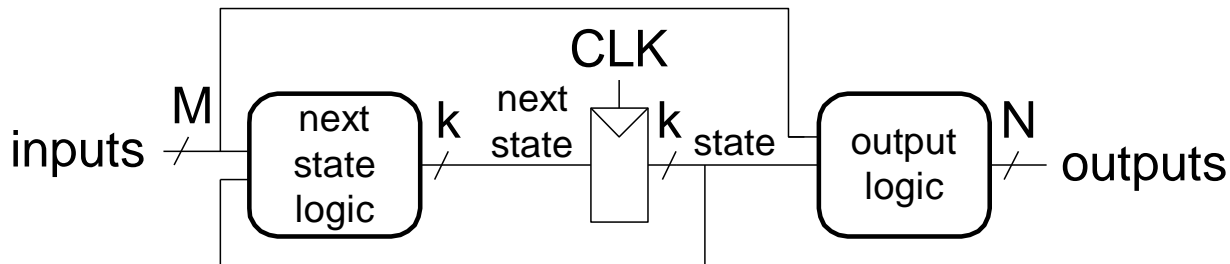 CLK
M
next
state
logic
inputs
k
next
state
k
state
output
logic
N
outputs